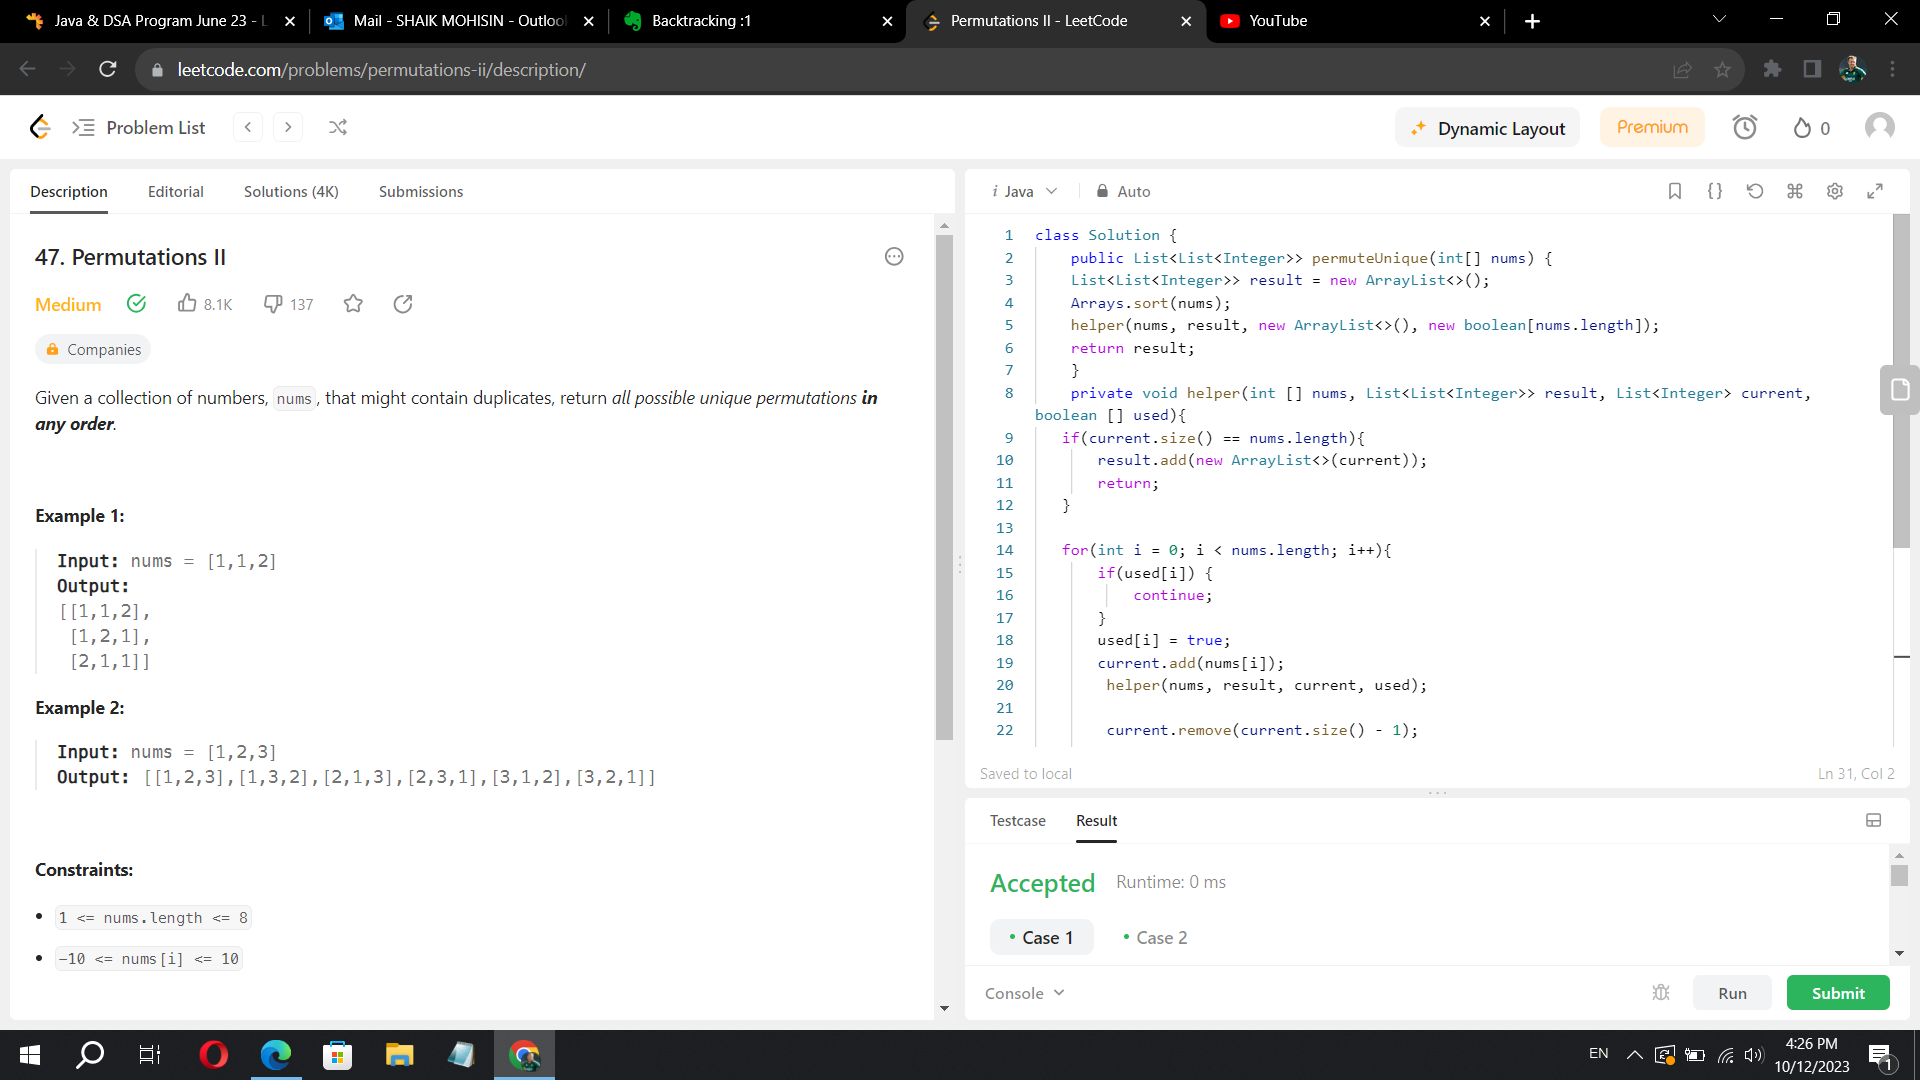 Java & DSA Program June 23 - L
Mail - SHAIK MOHISIN - Outloo
Backtracking :1
Permutations II - LeetCode
YouTube
leetcode.com/problems/permutations-ii/description/
Problem List
Dynamic Layout
Premium
0
Description
Editorial
Solutions (4K)
Submissions
47. Permutations II
Medium
8.1K
137
Companies
Given a collection of numbers, nums, that might contain duplicates, return all possible unique permutations in
any order.
Example 1:
Input: nums = [1,1,2]
Output:
[[1,1,2],
[1,2,1],
[2,1,1]]
Example 2:
Input: nums = [1,2,3]
Output: [[1,2,3],[1,3,2],[2,1,3],[2,3,1],[3,1,2],[3,2,1]]
Constraints:
• 1 <= nums.length <= 8
• -10 <= nums[i] <= 10
i Java
Auto
1 class Solution {
2 public List<List<Integer>> permuteUnique(int[] nums) {
3 List<List<Integer>> result = new ArrayList<>();
4 Arrays.sort(nums);
5 helper(nums, result, new ArrayList<>(), new boolean[nums.length]);
6 return result;
7 }
8 private void helper(int [] nums, List<List<Integer>> result, List<Integer> current,
boolean [] used){
9 if(current.size() == nums.length){
10 result.add(new ArrayList<>(current));
11 return;
12 }
13
14 for(int i = 0; i < nums.length; i++){
15 if(used[i]) {
16 continue;
17 }
18 used[i] = true;
19 current.add(nums[i]);
20 helper(nums, result, current, used);
21
22 current.remove(current.size() - 1);
Saved to local
Ln 31, Col 2
Testcase
Result
Accepted
Runtime: 0 ms
• Case 1
• Case 2
Console
Run
Submit
EN
4:26 PM
10/12/2023
1